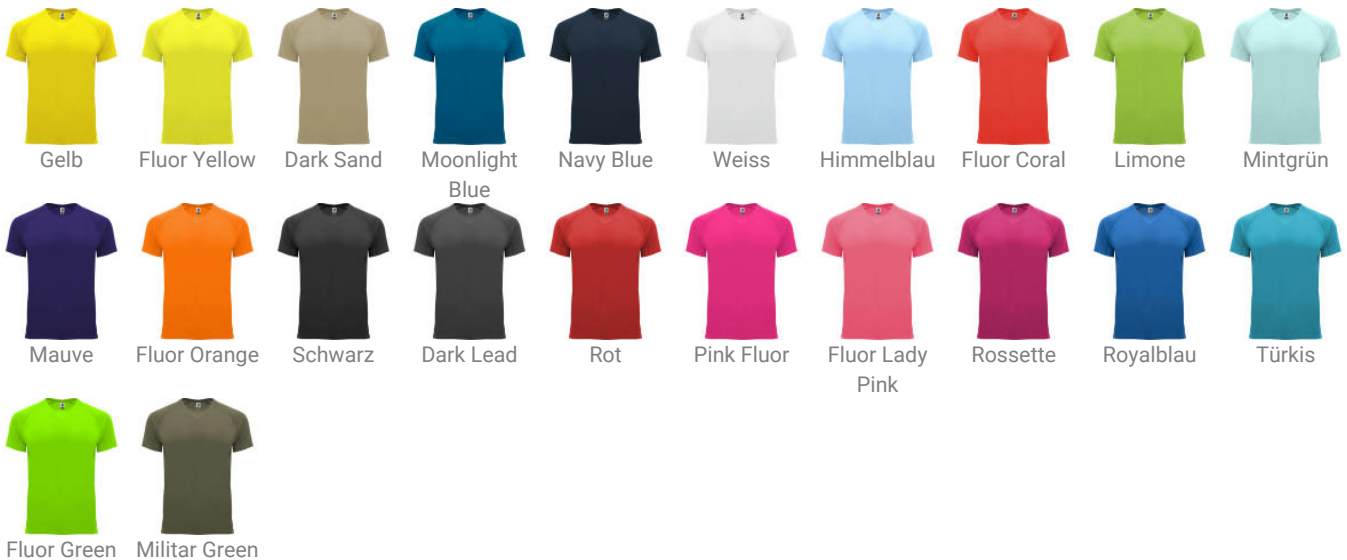 Gelb
Fluor Yellow
Dark Sand
Moonlight
Blue
Navy Blue
Weiss
Himmelblau
Fluor Coral
Limone
Mintgrün
Mauve
Fluor Orange
Schwarz
Dark Lead
Rot
Pink Fluor
Fluor Lady
Pink
Rossette
Royalblau
Türkis
Fluor Green
Militar Green